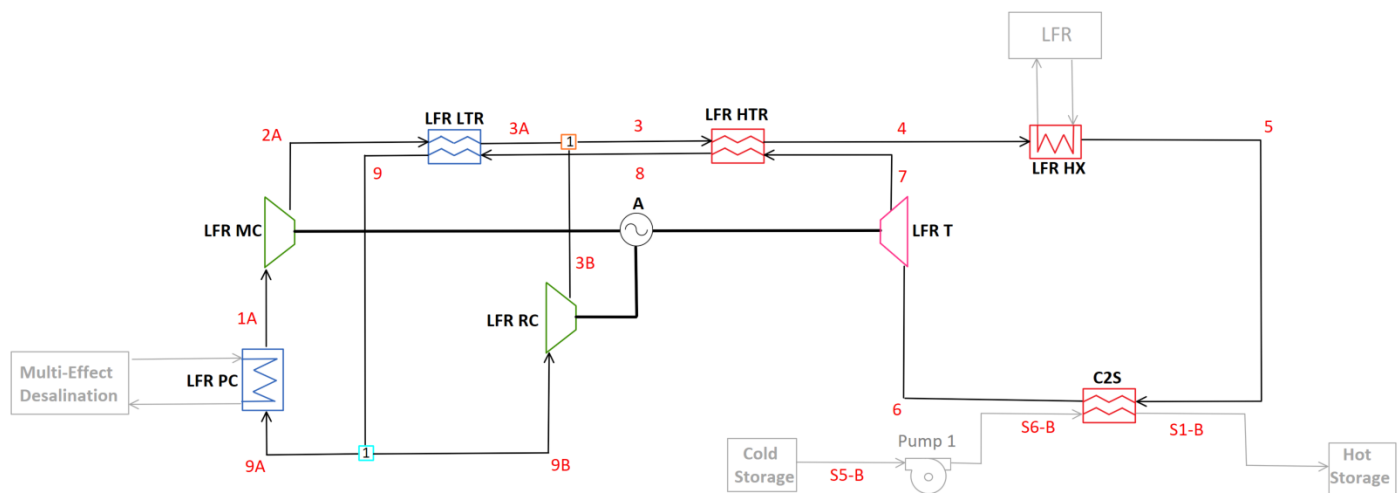 LFR
LFR LTR
LFR HTR
2A
3A
1
3
4
5
9
8
7
LFR HX
A
LFR MC
LFR T
3B
LFR RC
1A
Multi-Effect
Desalination
LFR PC
C2S
6
S6-B
S1-B
Pump 1
9A
1
9B
Cold
Storage
S5-B
Hot
Storage